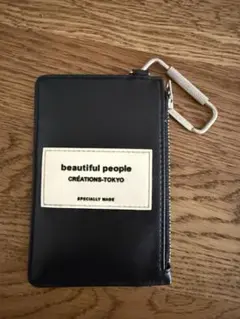 beautiful people
CRÉATIONS-TOKYO
SPECIALLY MADE